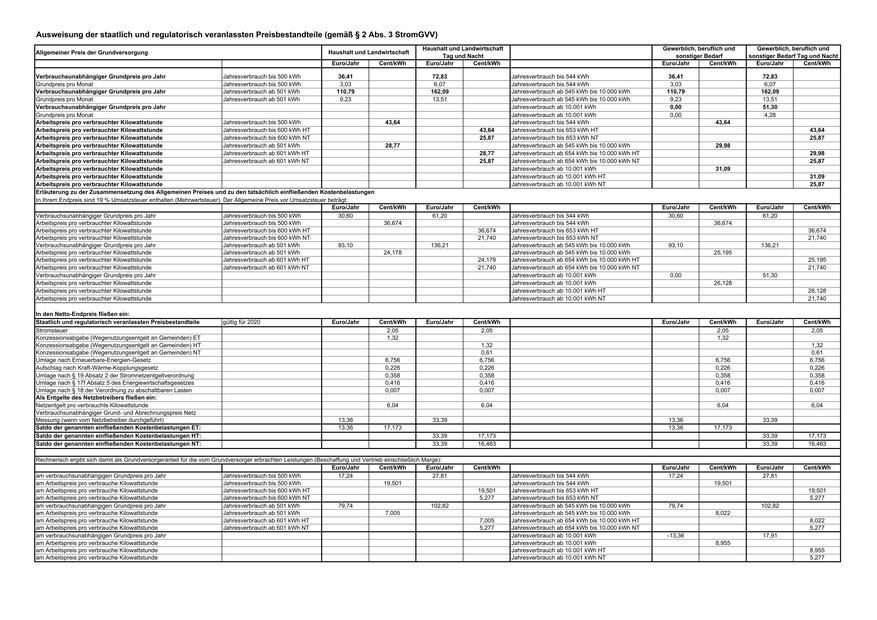 Ausweisung der staatlich und regulatorisch veranlassten Preisbestandteile (gemäß § 2 Abs. 3 StromGVV)
Allgemeiner Preis der Grundversorgung Haushalt und Landwirtschaft Haushalt und Landwirtschaft Tag und Nacht Gewerblich, beruflich und sonstiger Bedarf Gewerblich, beruflich und sonstiger Bedarf Tag und Nacht
Euro/Jahr Cent/kWh Euro/Jahr Cent/kWh Euro/Jahr Cent/kWh Euro/Jahr Cent/kWh
Verbrauchsunabhängiger Grundpreis pro Jahr Jahresverbrauch bis 500 kWh 36,41 72,83 Jahresverbrauch bis 544 kWh 36,41 72,83
Grundpreis pro Monat Jahresverbrauch bis 500 kWh 3,03 6,07 Jahresverbrauch bis 544 kWh 3,03 6,07
Verbrauchsunabhängiger Grundpreis pro Jahr Jahresverbrauch ab 501 kWh 110,79 162,09 Jahresverbrauch ab 545 kWh bis 10.000 kWh 110,79 162,09
Grundpreis pro Monat Jahresverbrauch ab 501 kWh 9,23 13,51 Jahresverbrauch ab 545 kWh bis 10.000 kWh 9,23 13,51
Verbrauchsunabhängiger Grundpreis pro Jahr Jahresverbrauch ab 10.001 kWh 0,00 51,30
Grundpreis pro Monat Jahresverbrauch ab 10.001 kWh 0,00 4,28
Arbeitspreis pro verbrauchter Kilowattstunde Jahresverbrauch bis 500 kWh 43,64 Jahresverbrauch bis 544 kWh 43,64
Arbeitspreis pro verbrauchter Kilowattstunde Jahresverbrauch bis 600 kWh HT 43,64 Jahresverbrauch bis 653 kWh HT 43,64
Arbeitspreis pro verbrauchter Kilowattstunde Jahresverbrauch bis 600 kWh NT 25,87 Jahresverbrauch bis 653 kWh NT 25,87
Arbeitspreis pro verbrauchter Kilowattstunde Jahresverbrauch ab 501 kWh 28,77 Jahresverbrauch ab 545 kWh bis 10.000 kWh 29,98
Arbeitspreis pro verbrauchter Kilowattstunde Jahresverbrauch ab 601 kWh HT 28,77 Jahresverbrauch ab 654 kWh bis 10.000 kWh HT 29,98
Arbeitspreis pro verbrauchter Kilowattstunde Jahresverbrauch ab 601 kWh NT 25,87 Jahresverbrauch ab 654 kWh bis 10.000 kWh NT 25,87
Arbeitspreis pro verbrauchter Kilowattstunde Jahresverbrauch ab 10.001 kWh 31,09
Arbeitspreis pro verbrauchter Kilowattstunde Jahresverbrauch ab 10.001 kWh HT 31,09
Arbeitspreis pro verbrauchter Kilowattstunde Jahresverbrauch ab 10.001 kWh NT 25,87
Erläuterung zu der Zusammensetzung des Allgemeinen Preises und zu den tatsächlich einfließenden Kostenbelastungen
In Ihrem Endpreis sind 19 % Umsatzsteuer enthalten (Mehrwertsteuer). Der Allgemeine Preis vor Umsatzsteuer beträgt:
Euro/Jahr Cent/kWh Euro/Jahr Cent/kWh Euro/Jahr Cent/kWh Euro/Jahr Cent/kWh
Verbrauchsunabhängiger Grundpreis pro Jahr Jahresverbrauch bis 500 kWh 30,60 61,20 Jahresverbrauch bis 544 kWh 30,60 61,20
Arbeitspreis pro verbrauchter Kilowattstunde Jahresverbrauch bis 500 kWh 36,674 Jahresverbrauch bis 544 kWh 36,674
Arbeitspreis pro verbrauchter Kilowattstunde Jahresverbrauch bis 600 kWh HT 36,674 Jahresverbrauch bis 653 kWh HT 36,674
Arbeitspreis pro verbrauchter Kilowattstunde Jahresverbrauch bis 600 kWh NT 21,740 Jahresverbrauch bis 653 kWh NT 21,740
Verbrauchsunabhängiger Grundpreis pro Jahr Jahresverbrauch ab 501 kWh 93,10 136,21 Jahresverbrauch ab 545 kWh bis 10.000 kWh 93,10 136,21
Arbeitspreis pro verbrauchter Kilowattstunde Jahresverbrauch ab 501 kWh 24,178 Jahresverbrauch ab 545 kWh bis 10.000 kWh 25,195
Arbeitspreis pro verbrauchter Kilowattstunde Jahresverbrauch ab 601 kWh HT 24,178 Jahresverbrauch ab 654 kWh bis 10.000 kWh HT 25,195
Arbeitspreis pro verbrauchter Kilowattstunde Jahresverbrauch ab 601 kWh NT 21,740 Jahresverbrauch ab 654 kWh bis 10.000 kWh NT 21,740
Verbrauchsunabhängiger Grundpreis pro Jahr Jahresverbrauch ab 10.001 kWh 0,00 51,30
Arbeitspreis pro verbrauchter Kilowattstunde Jahresverbrauch ab 10.001 kWh 26,128
Arbeitspreis pro verbrauchter Kilowattstunde Jahresverbrauch ab 10.001 kWh HT 26,128
Arbeitspreis pro verbrauchter Kilowattstunde Jahresverbrauch ab 10.001 kWh NT 21,740
In den Netto-Endpreis fließen ein:
Staatlich und regulatorisch veranlassten Preisbestandteile gültig für 2020 Euro/Jahr Cent/kWh Euro/Jahr Cent/kWh Euro/Jahr Cent/kWh Euro/Jahr Cent/kWh
Stromsteuer 2,05 2,05 2,05 2,05
Konzessionsabgabe (Wegenutzungsentgelt an Gemeinden) ET 1,32 1,32
Konzessionsabgabe (Wegenutzungsentgelt an Gemeinden) HT 1,32 1,32
Konzessionsabgabe (Wegenutzungsentgelt an Gemeinden) NT 0,61 0,61
Umlage nach Erneuerbare-Energien-Gesetz 6,756 6,756 6,756 6,756
Aufschlag nach Kraft-Wärme-Kopplungsgesetz 0,226 0,226 0,226 0,226
Umlage nach § 19 Absatz 2 der Stromnetzentgeltverordnung 0,358 0,358 0,358 0,358
Umlage nach § 17f Absatz 5 des Energiewirtschaftsgesetzes 0,416 0,416 0,416 0,416
Umlage nach § 18 der Verordnung zu abschaltbaren Lasten 0,007 0,007 0,007 0,007
Als Entgelte des Netzbetreibers fließen ein:
Netzentgelt pro verbrauchte Kilowattstunde 6,04 6,04 6,04 6,04
Verbrauchsunabhängiger Grund- und Abrechnungspreis Netz
Messung (wenn vom Netzbetreiber durchgeführt) 13,36 33,39 13,36 33,39
Saldo der genannten einfließenden Kostenbelastungen ET: 13,36 17,173 13,36 17,173
Saldo der genannten einfließenden Kostenbelastungen HT: 33,39 17,173 33,39 17,173
Saldo der genannten einfließenden Kostenbelastungen NT: 33,39 16,463 33,39 16,463
Rechnerisch ergibt sich damit als Grundversorgeranteil für die vom Grundversorger erbrachten Leistungen (Beschaffung und Vertrieb einschließlich Marge):
Euro/Jahr Cent/kWh Euro/Jahr Cent/kWh Euro/Jahr Cent/kWh Euro/Jahr Cent/kWh
am verbrauchsunabhängigen Grundpreis pro Jahr Jahresverbrauch bis 500 kWh 17,24 27,81 Jahresverbrauch bis 544 kWh 17,24 27,81
am Arbeitspreis pro verbrauche Kilowattstunde Jahresverbrauch bis 500 kWh 19,501 Jahresverbrauch bis 544 kWh 19,501
am Arbeitspreis pro verbrauche Kilowattstunde Jahresverbrauch bis 600 kWh HT 19,501 Jahresverbrauch bis 653 kWh HT 19,501
am Arbeitspreis pro verbrauche Kilowattstunde Jahresverbrauch bis 600 kWh NT 5,277 Jahresverbrauch bis 653 kWh NT 5,277
am verbrauchsunabhängigen Grundpreis pro Jahr Jahresverbrauch ab 501 kWh 79,74 102,82 Jahresverbrauch ab 545 kWh bis 10.000 kWh 79,74 102,82
am Arbeitspreis pro verbrauche Kilowattstunde Jahresverbrauch ab 501 kWh 7,005 Jahresverbrauch ab 545 kWh bis 10.000 kWh 8,022
am Arbeitspreis pro verbrauche Kilowattstunde Jahresverbrauch ab 601 kWh HT 7,005 Jahresverbrauch ab 654 kWh bis 10.000 kWh HT 8,022
am Arbeitspreis pro verbrauche Kilowattstunde Jahresverbrauch ab 601 kWh NT 5,277 Jahresverbrauch ab 654 kWh bis 10.000 kWh NT 5,277
am verbrauchsunabhängigen Grundpreis pro Jahr Jahresverbrauch ab 10.001 kWh -13,36 17,91
am Arbeitspreis pro verbrauche Kilowattstunde Jahresverbrauch ab 10.001 kWh 8,955
am Arbeitspreis pro verbrauche Kilowattstunde Jahresverbrauch ab 10.001 kWh HT 8,955
am Arbeitspreis pro verbrauche Kilowattstunde Jahresverbrauch ab 10.001 kWh NT 5,277